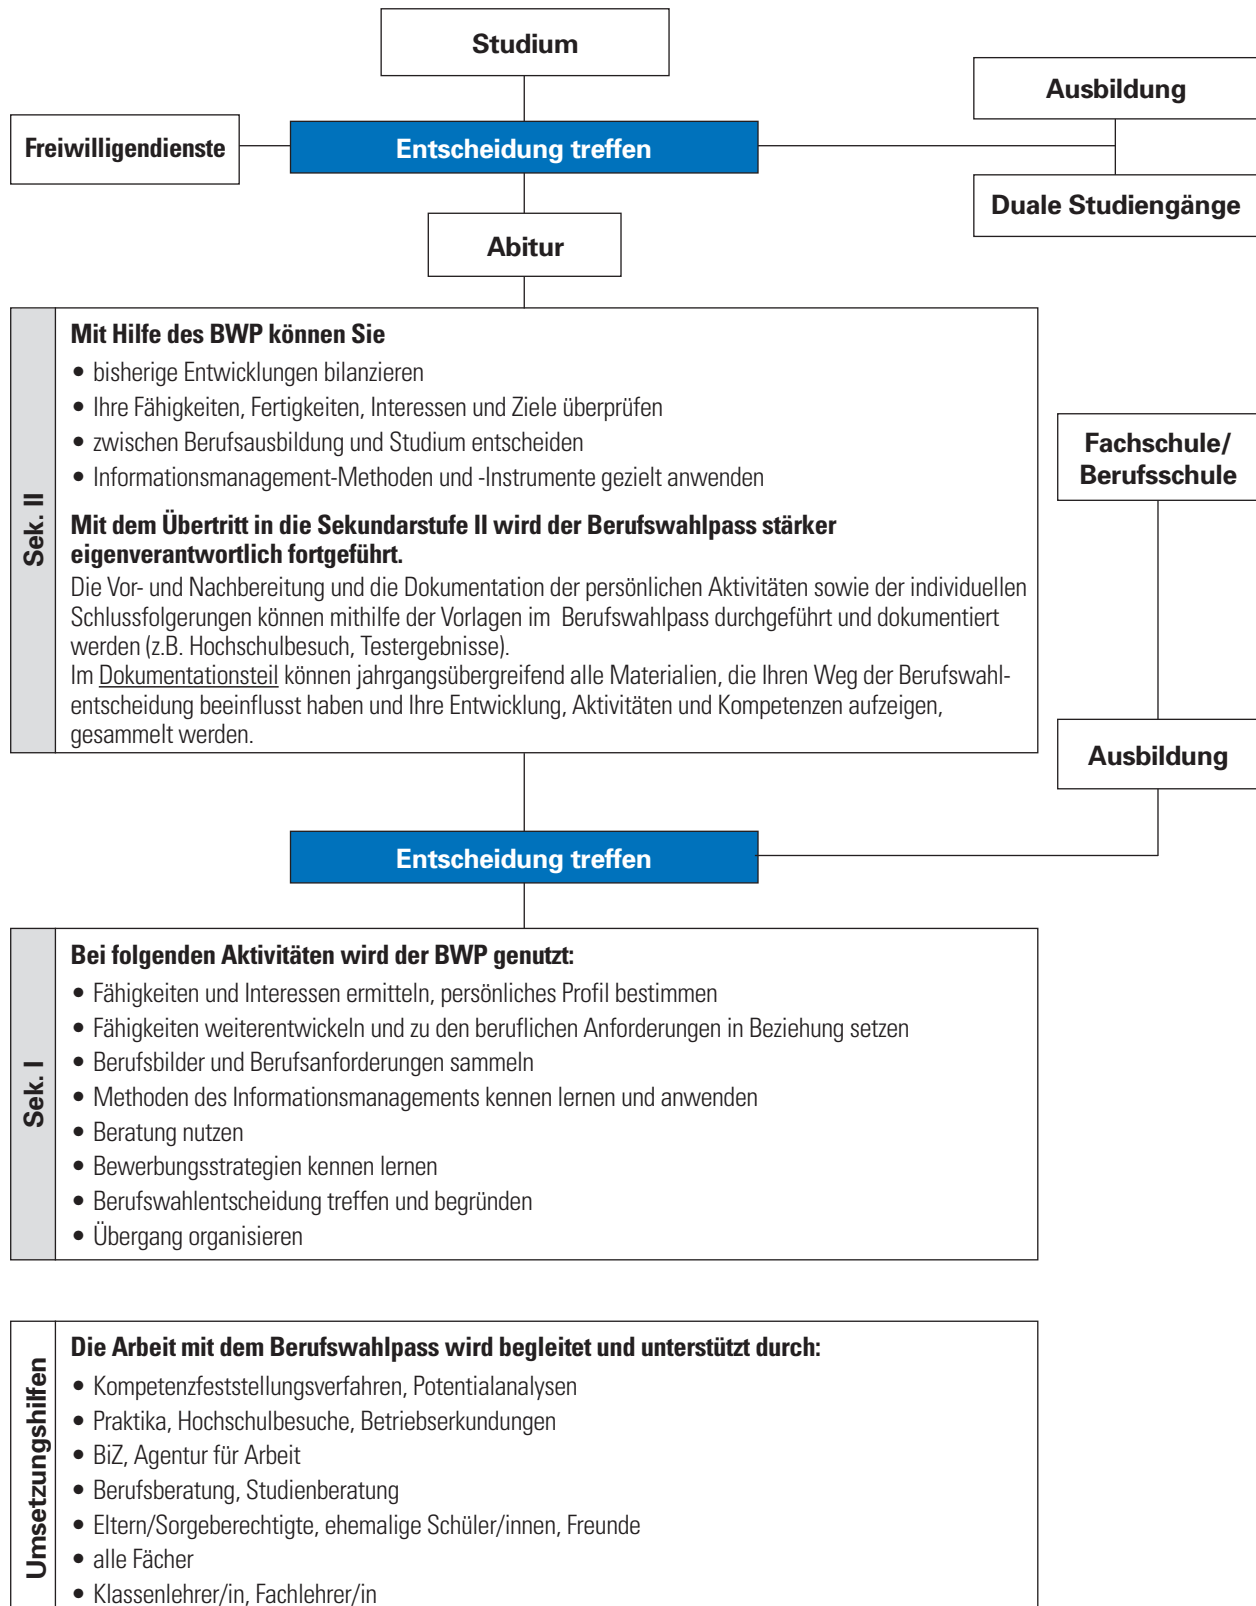 Studium
Ausbildung
Freiwilligendienste
Entscheidung treffen
Duale Studiengänge
Abitur
Sek. II
Mit Hilfe des BWP können Sie
• bisherige Entwicklungen bilanzieren
• Ihre Fähigkeiten, Fertigkeiten, Interessen und Ziele überprüfen
• zwischen Berufsausbildung und Studium entscheiden
• Informationsmanagement-Methoden und -Instrumente gezielt anwenden
Mit dem Übertritt in die Sekundarstufe II wird der Berufswahlpass stärker
eigenverantwortlich fortgeführt.
Die Vor- und Nachbereitung und die Dokumentation der persönlichen Aktivitäten sowie der individuellen
Schlussfolgerungen können mithilfe der Vorlagen im Berufswahlpass durchgeführt und dokumentiert
werden (z.B. Hochschulbesuch, Testergebnisse).
Im Dokumentationsteil können jahrgangsübergreifend alle Materialien, die Ihren Weg der Berufswahl-
entscheidung beeinflusst haben und Ihre Entwicklung, Aktivitäten und Kompetenzen aufzeigen,
gesammelt werden.
Fachschule/
Berufsschule
Ausbildung
Entscheidung treffen
Sek. I
Bei folgenden Aktivitäten wird der BWP genutzt:
• Fähigkeiten und Interessen ermitteln, persönliches Profil bestimmen
• Fähigkeiten weiterentwickeln und zu den beruflichen Anforderungen in Beziehung setzen
• Berufsbilder und Berufsanforderungen sammeln
• Methoden des Informationsmanagements kennen lernen und anwenden
• Beratung nutzen
• Bewerbungsstrategien kennen lernen
• Berufswahlentscheidung treffen und begründen
• Übergang organisieren
Umsetzungshilfen
Die Arbeit mit dem Berufswahlpass wird begleitet und unterstützt durch:
• Kompetenzfeststellungsverfahren, Potentialanalysen
• Praktika, Hochschulbesuche, Betriebserkundungen
• BiZ, Agentur für Arbeit
• Berufsberatung, Studienberatung
• Eltern/Sorgeberechtigte, ehemalige Schüler/innen, Freunde
• alle Fächer
• Klassenlehrer/in, Fachlehrer/in